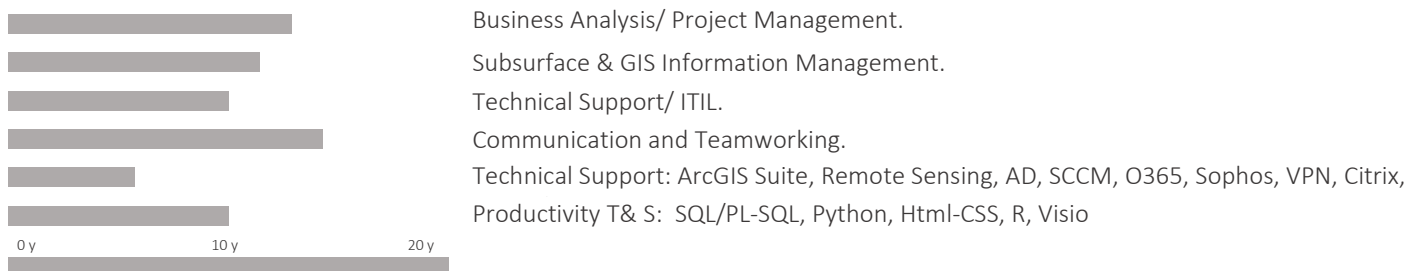 Business Analysis/ Project Management.
Subsurface & GIS Information Management.
Technical Support/ ITIL.
Communication and Teamworking.
Technical Support: ArcGIS Suite, Remote Sensing, AD, SCCM, O365, Sophos, VPN, Citrix,
Productivity T& S:  SQL/PL-SQL, Python, Html-CSS, R, Visio
0 y 10 y 20 y